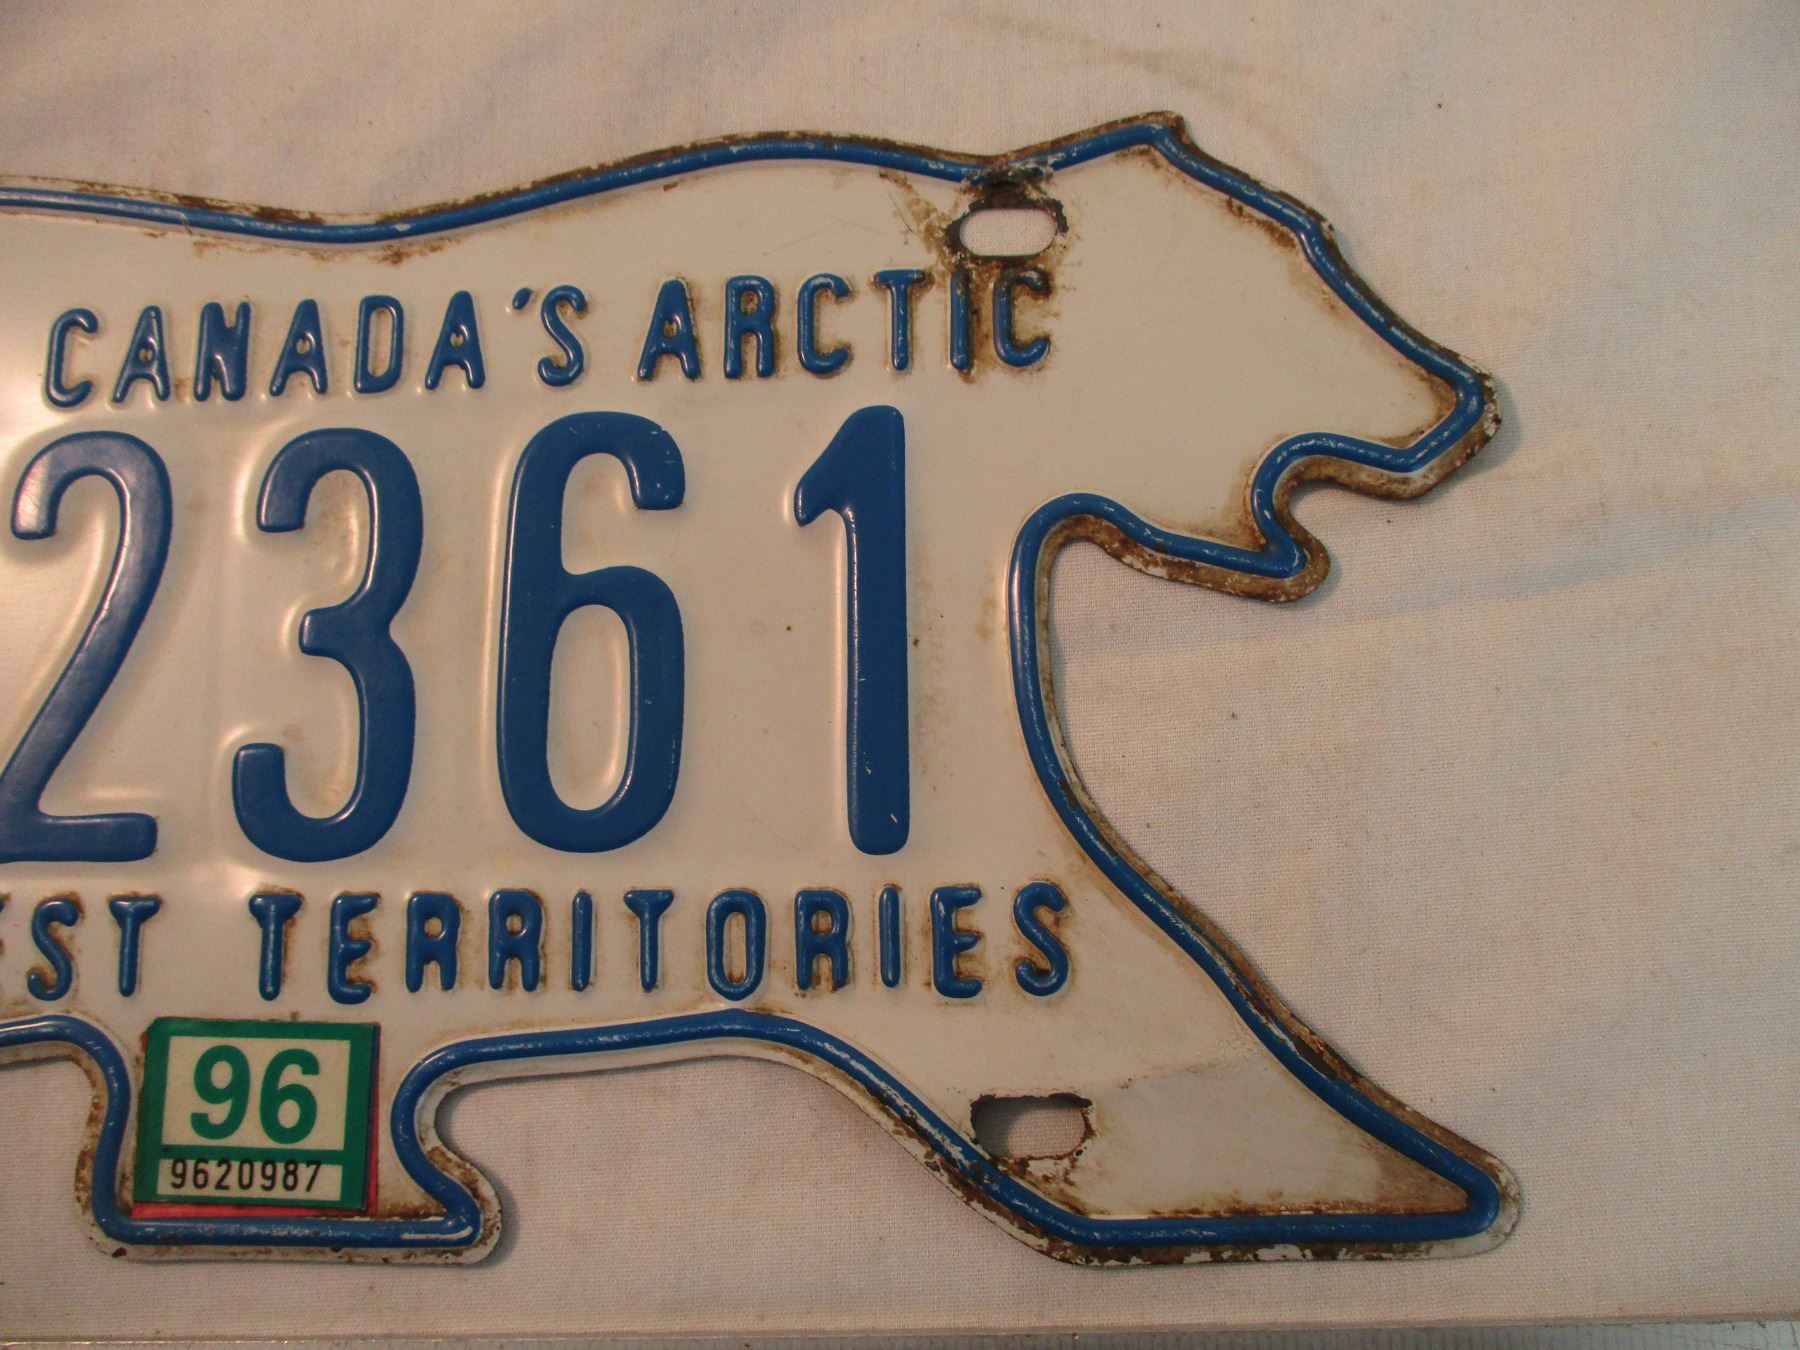 CANADA'S ARCTIC
2361
EST TERRITORIES
96
9620987